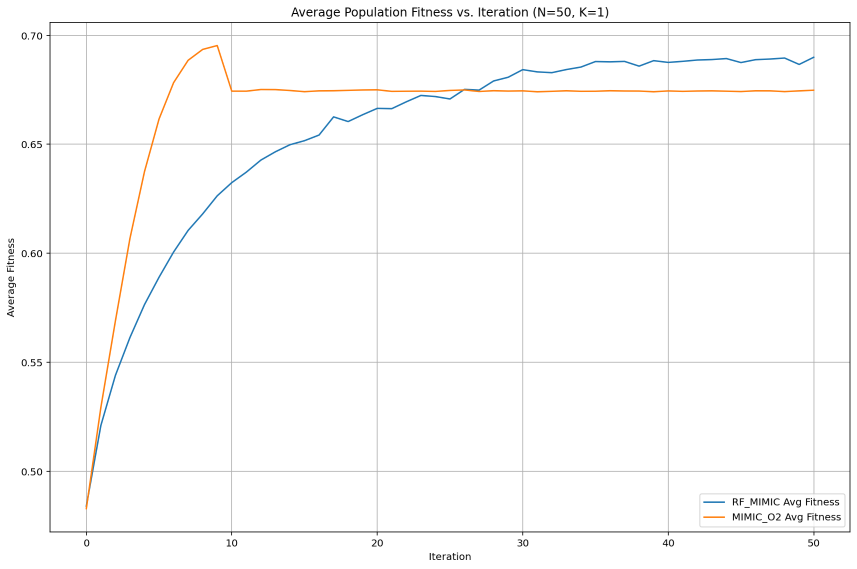 Average Population Fitness vs. Iteration (N=50, K=1)
Average Fitness
0.70
0.65
0.60
0.55
0.50
0
10
20
30
40
50
Iteration
RF_MIMIC Avg Fitness
MIMIC_O2 Avg Fitness